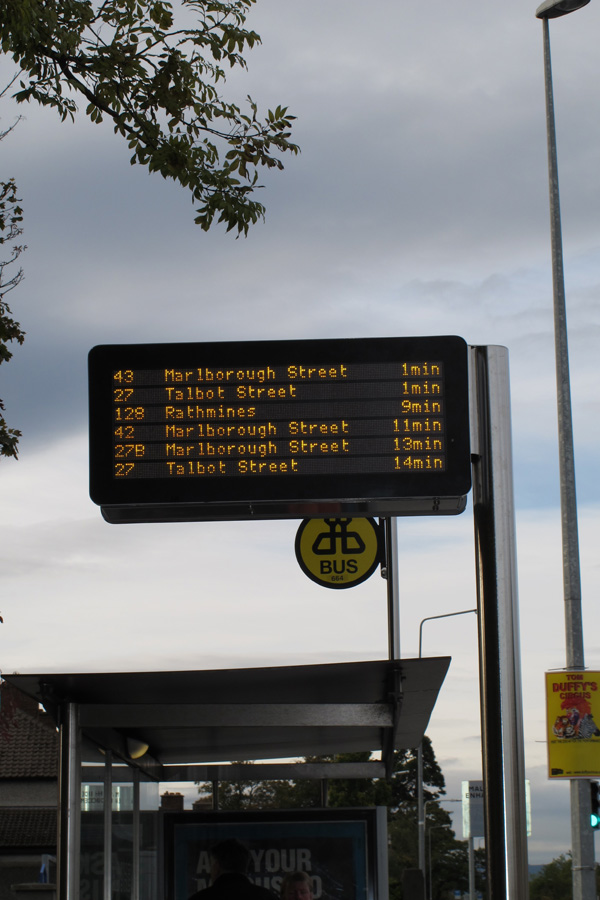 43 Marlborough Street 1min
27 Talbot Street 1min
128 Rathmines 9min
42 Marlborough Street 11min
27B Marlborough Street 13min
27 Talbot Street 14min
BUS
TOM
DUFFY'S
CIRCUS
YOUR